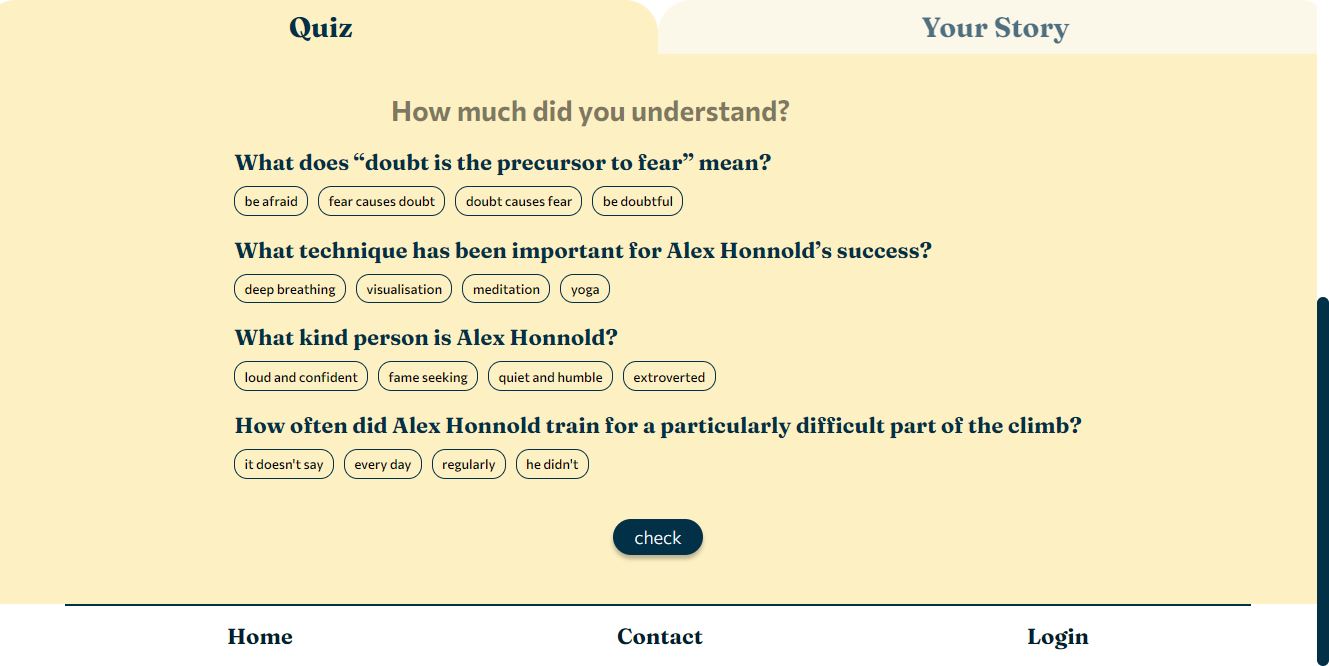 Quiz Your Story
How much did you understand?
What does “doubt is the precursor to fear” mean?
be afraid fear causes doubt doubt causes fear be doubtful
What technique has been important for Alex Honnold’s success?
deep breathing visualisation meditation yoga
What kind person is Alex Honnold?
loud and confident fame seeking quiet and humble extroverted
How often did Alex Honnold train for a particularly difficult part of the climb?
it doesn't say every day regularly he didn't
check
Home Contact Login